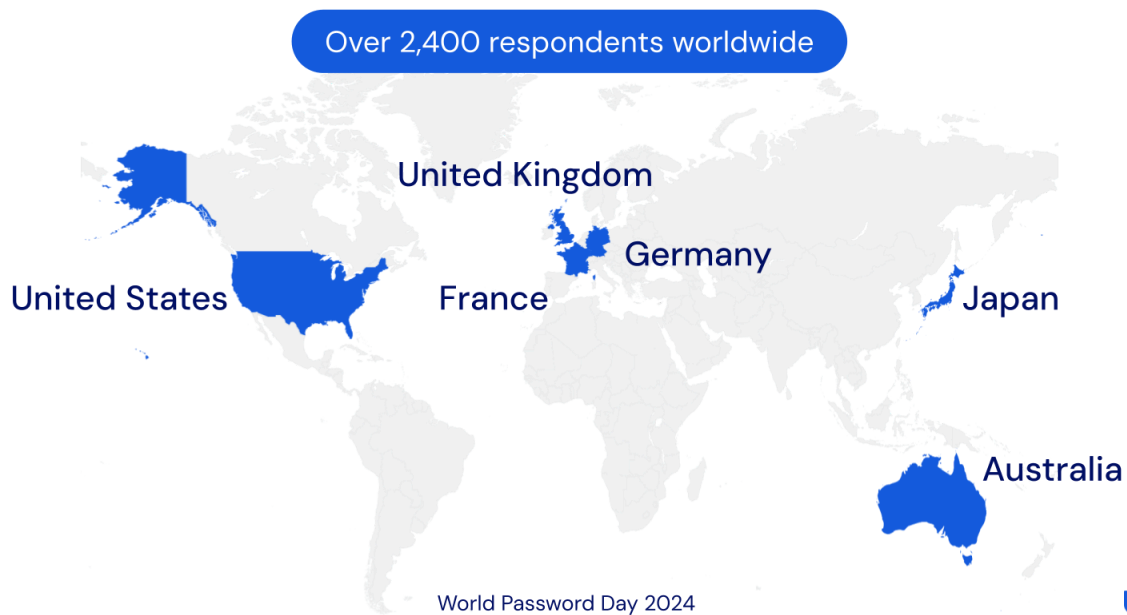 Over 2,400 respondents worldwide
United Kingdom
Germany
United States
France
Japan
Australia
World Password Day 2024